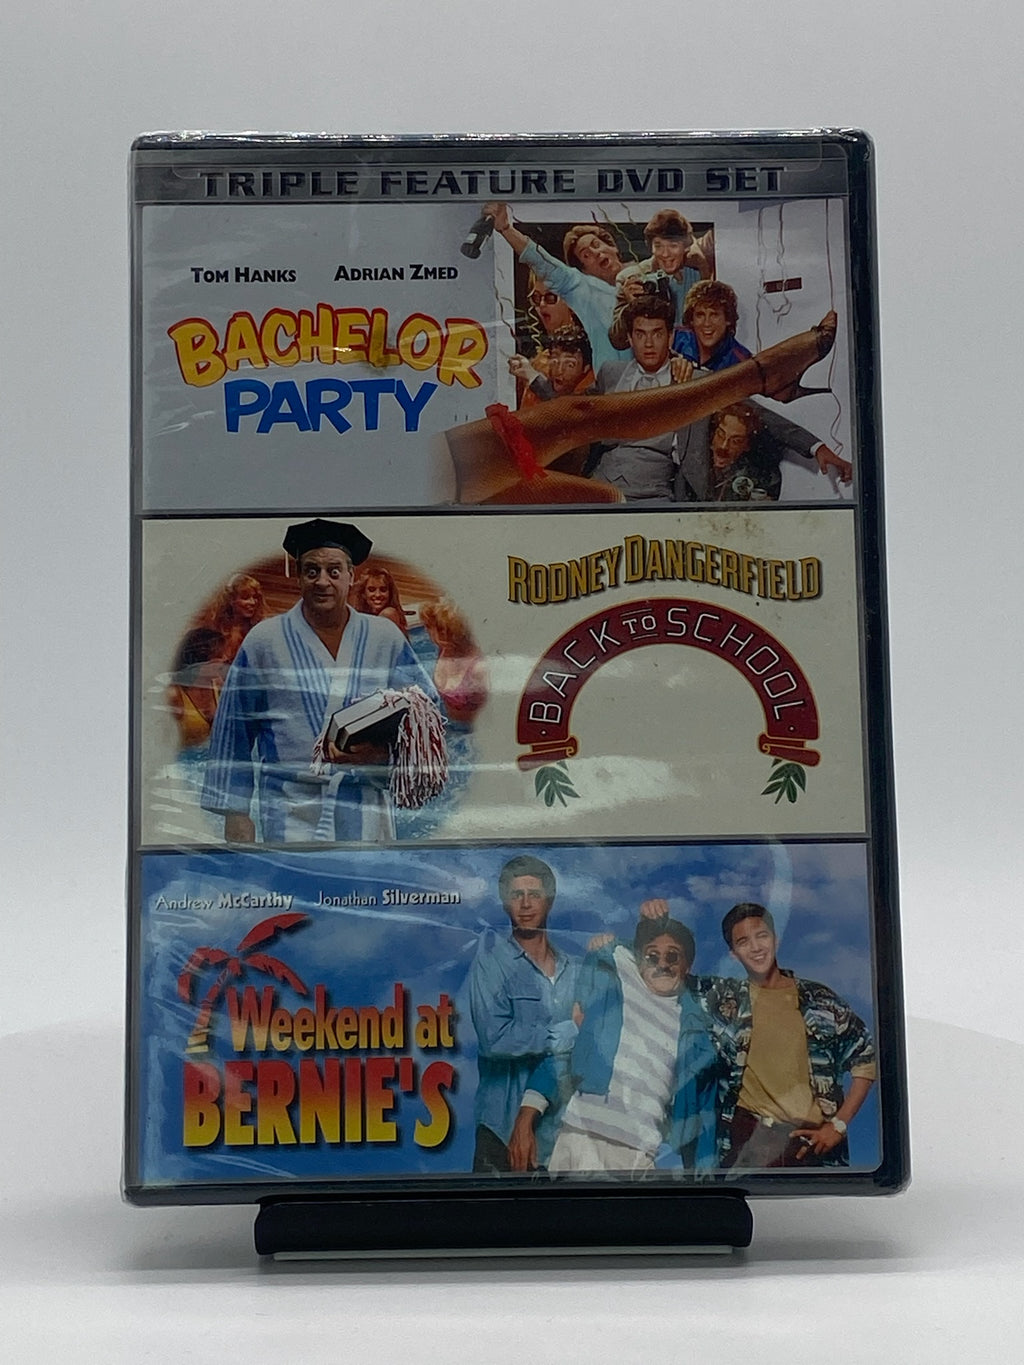 TRIPLE FEATURE DVD SET
TOM HANKS ADRIAN ZMED
BACHELOR
PARTY
RODNEY DANGERFIELD
BACK TO SCHOOL
Andrew McCarthy Jonathan Silverman
Weekend at
BERNIE'S